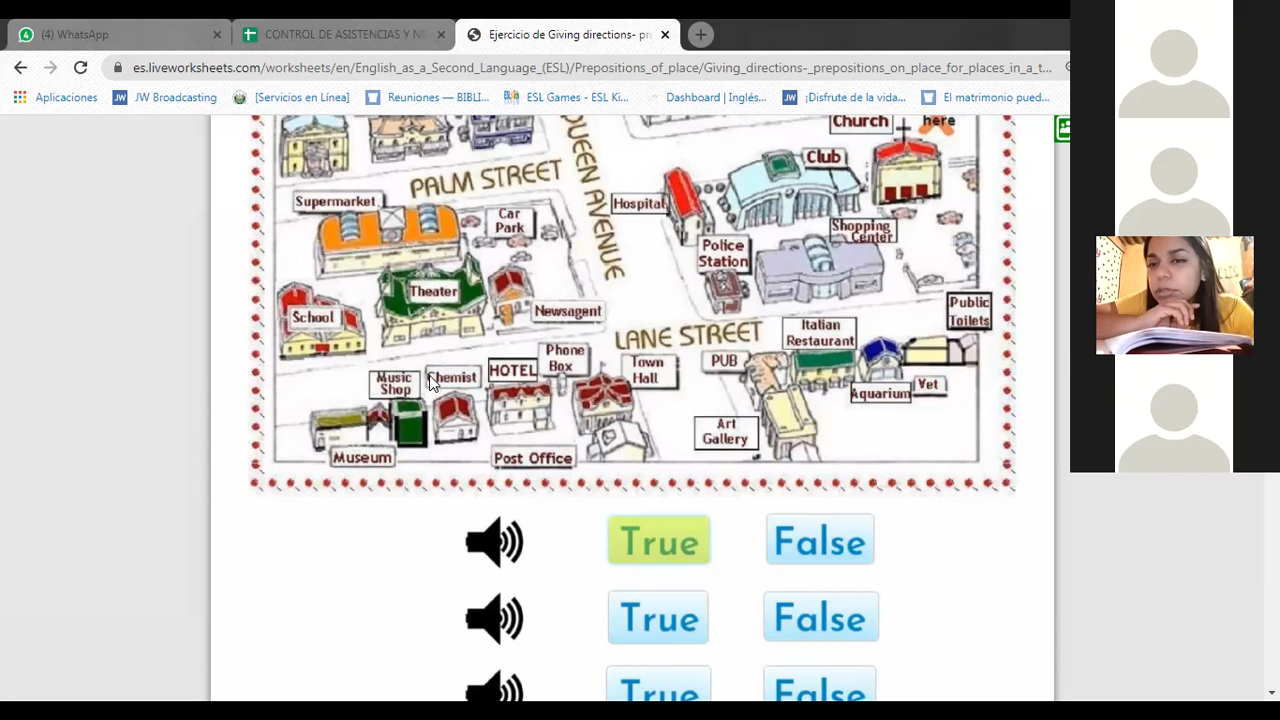 (4) WhatsApp
CONTROL DE ASISTENCIAS Y N
Ejercicio de Giving directions- pr
es.liveworksheets.com/worksheets/en/English_as_a_Second_Language_(ESL)/Prepositions_of_place/Giving_directions-_prepositions_on_place_for_places_in_a_t...
Aplicaciones
JW Broadcasting
[Servicios en Línea]
Reuniones — BIBLI...
ESL Games - ESL Ki...
Dashboard | Inglés...
¡Disfrute de la vida...
El matrimonio pued...
Church
here
QUEEN AVENUE
PALM STREET
Club
Supermarket
Hospital
Car
Park
Shopping
Center
Police
Station
Theater
School
Newsagent
Public
Toilets
LANE STREET
Italian
Restaurant
Phone
Box
Town
Hall
PUB
HOTEL
Music
Shop
Chemist
Aquarium
Vet
Art
Gallery
Museum
Post Office
True
False
True
False
True
False